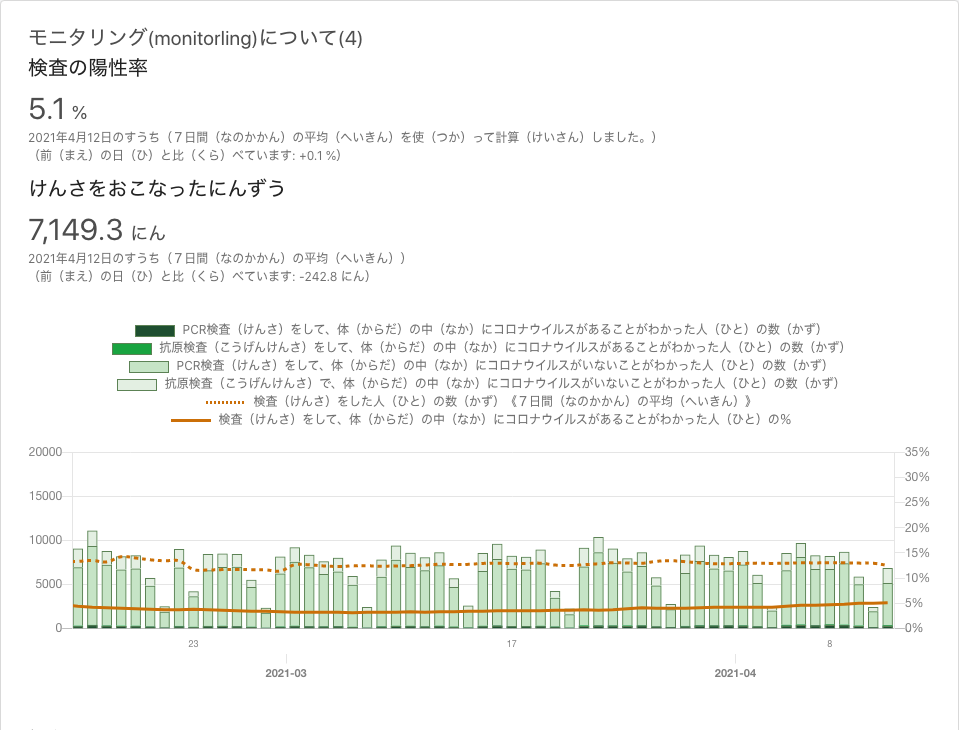 モニタリング(monitorling)について(4)
検査の陽性率
5.1 %
2021年4月12日のすうち（７日間（なのかかん）の平均（へいきん）を使（つか）って計算（けいさん）しました。）
（前（まえ）の日（ひ）と比（くら）べています: +0.1 %）
けんさをおこなったにんずう
7,149.3 にん
2021年4月12日のすうち（７日間（なのかかん）の平均（へいきん））
（前（まえ）の日（ひ）と比（くら）べています: -242.8 にん）
PCR検査（けんさ）をして、体（からだ）の中（なか）にコロナウイルスがあることがわかった人（ひと）の数（かず）
抗原検査（こうげんけんさ）をして、体（からだ）の中（なか）にコロナウイルスがあることがわかった人（ひと）の数（かず）
PCR検査（けんさ）をして、体（からだ）の中（なか）にコロナウイルスがいないことがわかった人（ひと）の数（かず）
抗原検査（こうげんけんさ）で、体（からだ）の中（なか）にコロナウイルスがいないことがわかった人（ひと）の数（かず）
検査（けんさ）をした人（ひと）の数（かず）《７日間（なのかかん）の平均（へいきん）》
検査（けんさ）をして、体（からだ）の中（なか）にコロナウイルスがあることがわかった人（ひと）の%
20000 35%
30%
15000
25%
20%
10000
15%
5000 10%
5%
0 0%
23 17 8
2021-03 2021-04